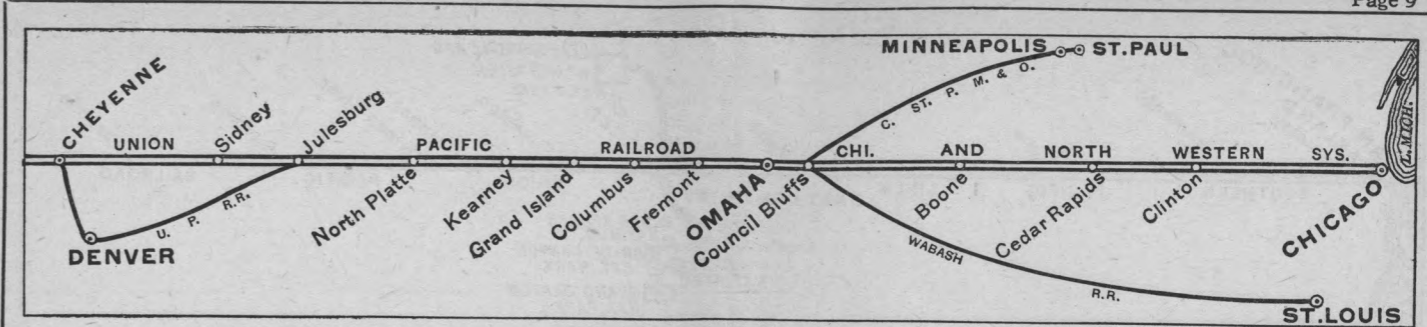 Page 9
MINNEAPOLIS ST.PAUL
C. ST. P. M. & O.
L. MICH.
CHEYENNE
UNION
Sidney
Julesburg
PACIFIC
RAILROAD
CHI. AND NORTH WESTERN SYS.
U. P. R.R.
DENVER
North Platte
Kearney
Grand Island
Columbus
Fremont
OMAHA
Council Bluffs
Boone
Cedar Rapids
Clinton
CHICAGO
WABASH
R.R.
ST.LOUIS